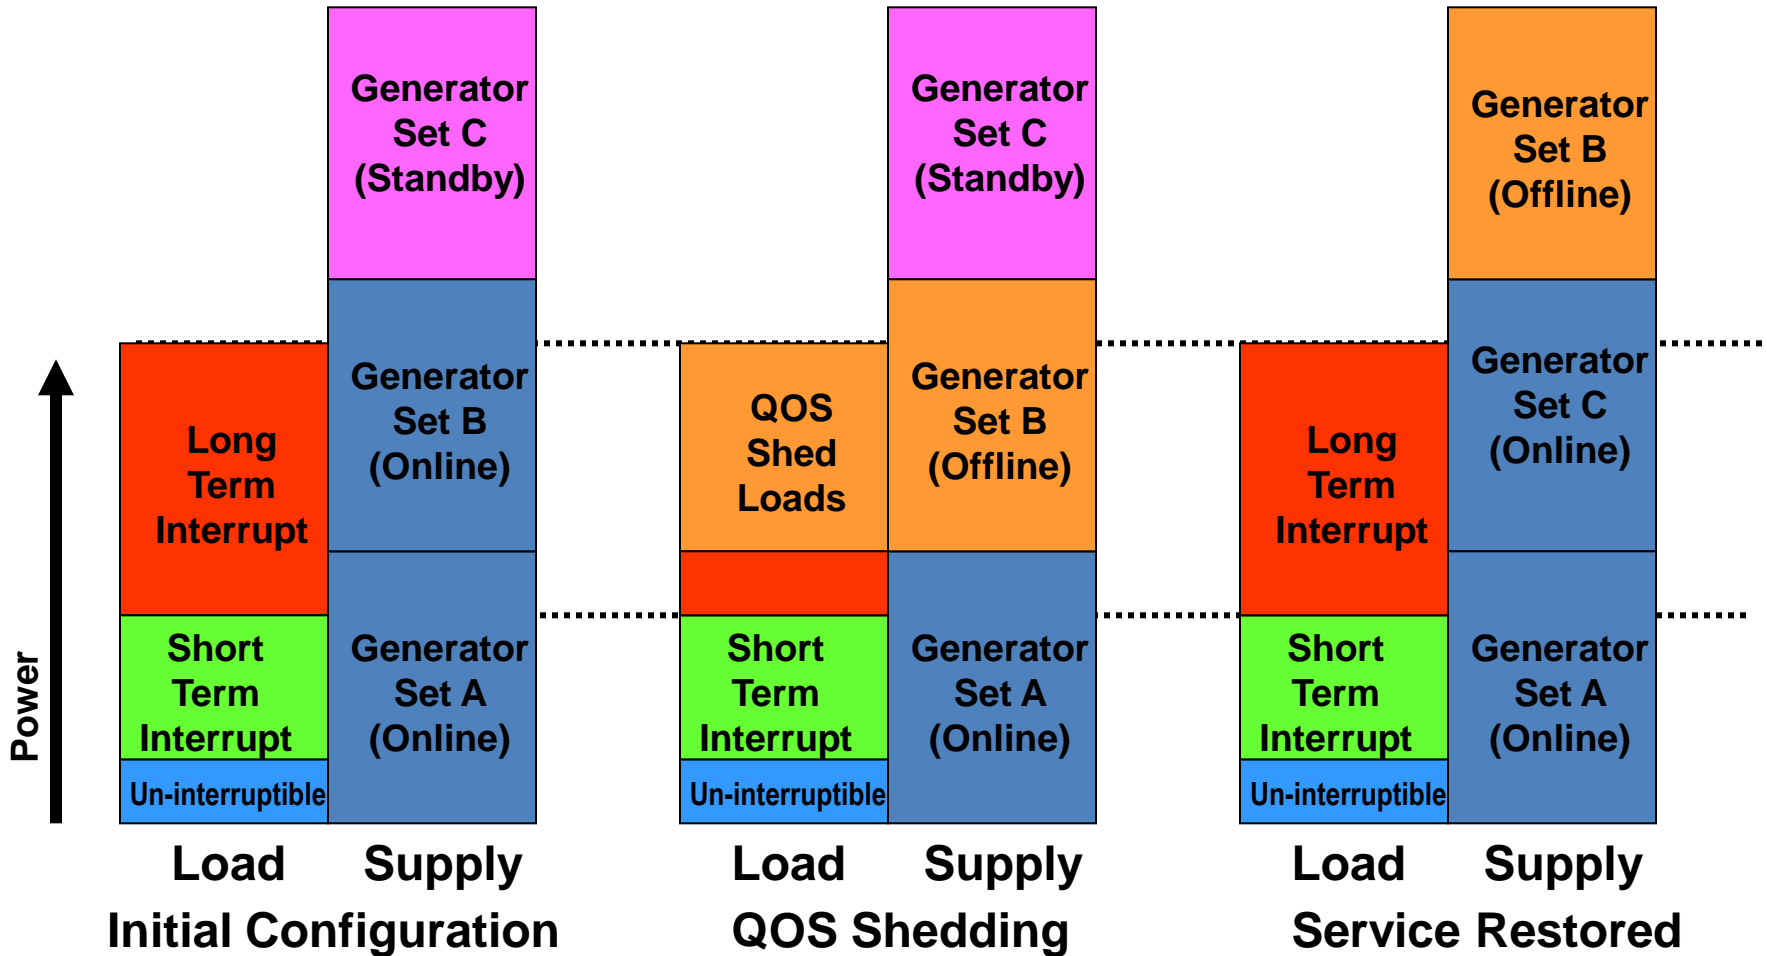 Power
Long
Term
Interrupt
Short
Term
Interrupt
Un-interruptible
Generator
Set C
(Standby)
Generator
Set B
(Online)
Generator
Set A
(Online)
Load
Supply
Initial Configuration
QOS
Shed
Loads
Short
Term
Interrupt
Un-interruptible
Generator
Set C
(Standby)
Generator
Set B
(Offline)
Generator
Set A
(Online)
Load
Supply
QOS Shedding
Long
Term
Interrupt
Short
Term
Interrupt
Un-interruptible
Generator
Set B
(Offline)
Generator
Set C
(Online)
Generator
Set A
(Online)
Load
Supply
Service Restored